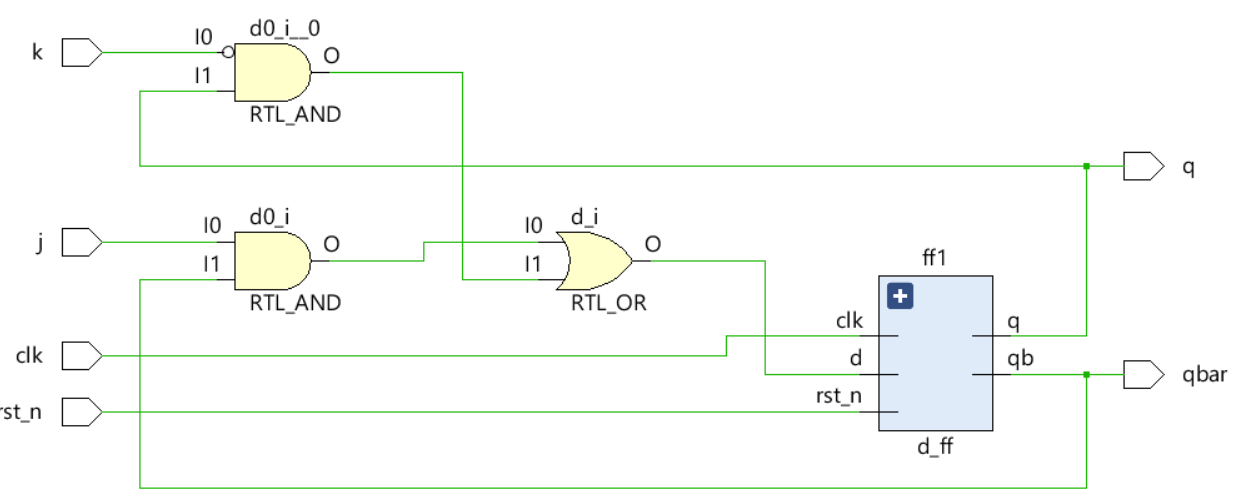 d0_i__0
k
I0
O
I1
RTL_AND
q
d0_i
d_i
j
I0
O
I0
O
I1
I1
RTL_AND
RTL_OR
ff1
clk
q
clk
d
qb
qbar
rst_n
rst_n
d_ff